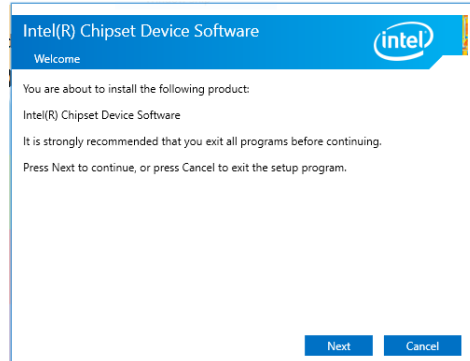 Intel(R) Chipset Device Software
intel
Welcome
You are about to install the following product:
Intel(R) Chipset Device Software
It is strongly recommended that you exit all programs before continuing.
Press Next to continue, or press Cancel to exit the setup program.
Next
Cancel